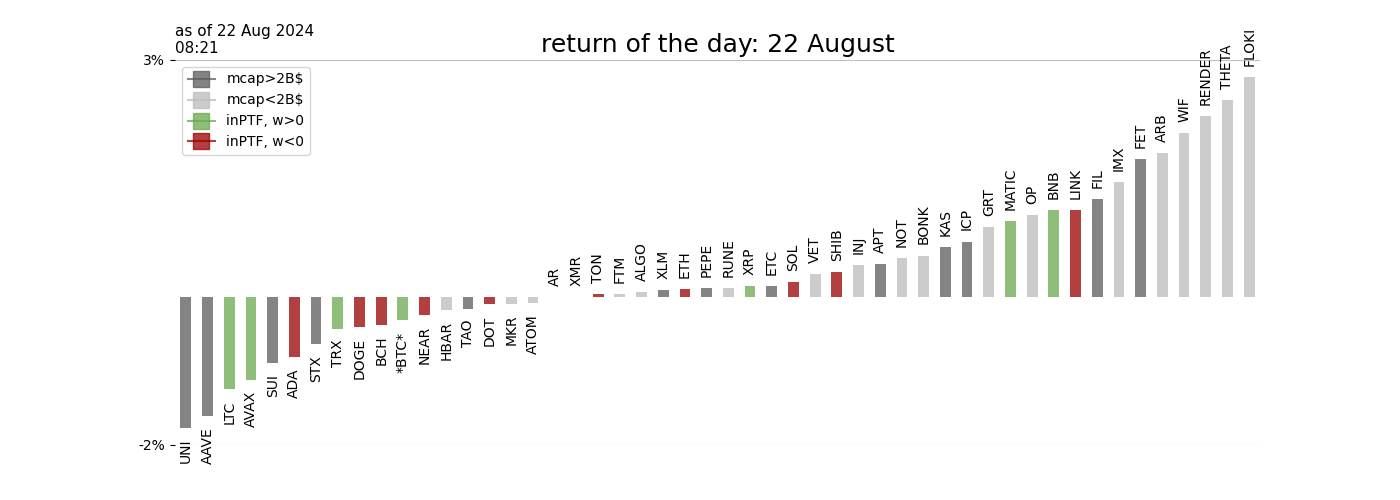 as of 22 Aug 2024
08:21
return of the day: 22 August
3%
mcap>2B$
mcap<2B$
inPTF, w>0
inPTF, w<0
-2%
UNI
AAVE
LTC
AVAX
SUI
ADA
STX
TRX
DOGE
BCH
*BTC*
NEAR
HBAR
TAO
DOT
MKR
ATOM
AR
XMR
TON
FTM
ALGO
XLM
ETH
PEPE
RUNE
XRP
ETC
SOL
VET
SHIB
INJ
APT
NOT
BONK
KAS
ICP
GRT
MATIC
OP
BNB
LINK
FIL
IMX
FET
ARB
WIF
RENDER
THETA
FLOKI